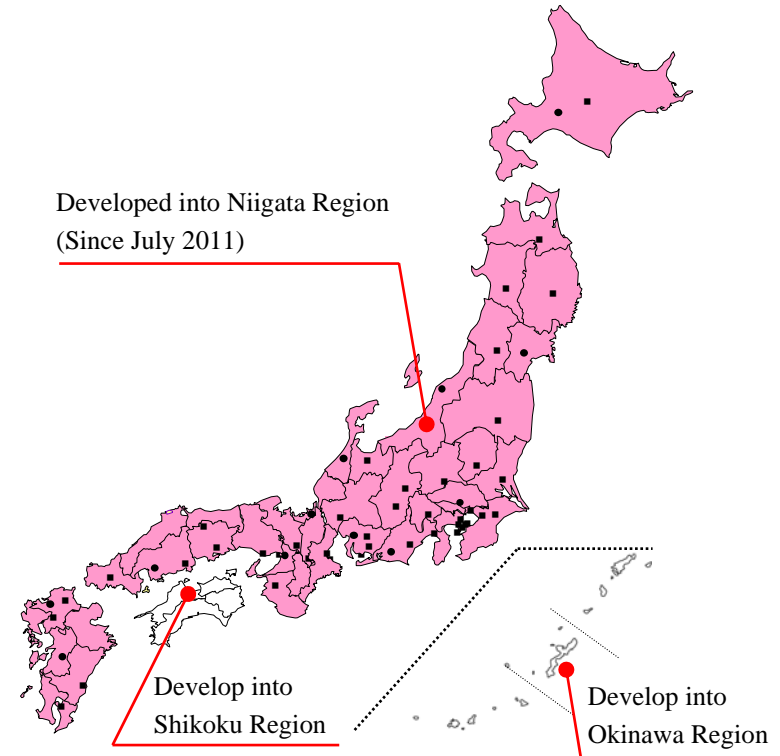 Developed into Niigata Region
(Since July 2011)
Develop into
Shikoku Region
Develop into
Okinawa Region